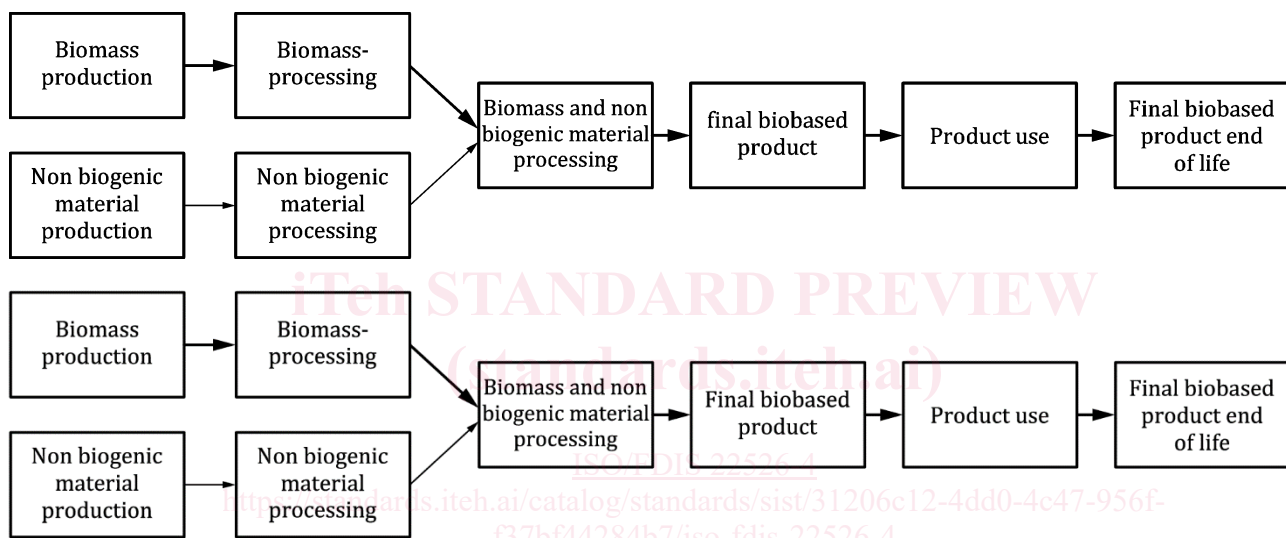 Biomass
production
Biomass-
processing
Non biogenic
material
production
Non biogenic
material
processing
Biomass and non
biogenic material
processing
final biobased
product
Product use
Final biobased
product end
of life
iTeh STANDARD PREVIEW
(standards.iteh.ai)
Biomass
production
Biomass-
processing
Non biogenic
material
production
Non biogenic
material
processing
Biomass and non
biogenic material
processing
Final biobased
product
Product use
Final biobased
product end
of life
ISO/FDIS 22526-4
https://standards.iteh.ai/catalog/standards/sist/31206c12-4dd0-4c47-956f-
f37bf44284b7/iso-fdis-22526-4